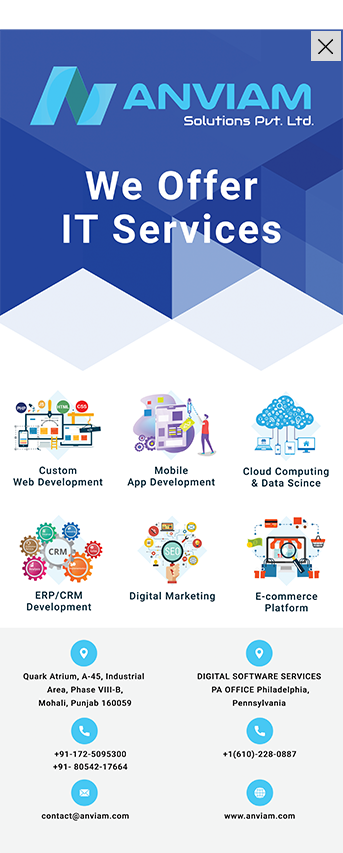 ANVIAM
Solutions Pvt. Ltd.
We Offer
IT Services
PHP
HTML
CSS
Custom
Web Development
Mobile
App Development
Cloud Computing
& Data Scince
CRM
ERP/CRM
Development
SEO
Digital Marketing
E-commerce
Platform
Quark Atrium, A-45, Industrial
Area, Phase VIII-B,
Mohali, Punjab 160059
+91-172-5095300
+91- 80542-17664
contact@anviam.com
DIGITAL SOFTWARE SERVICES
PA OFFICE Philadelphia,
Pennsylvania
+1(610)-228-0887
www.anviam.com